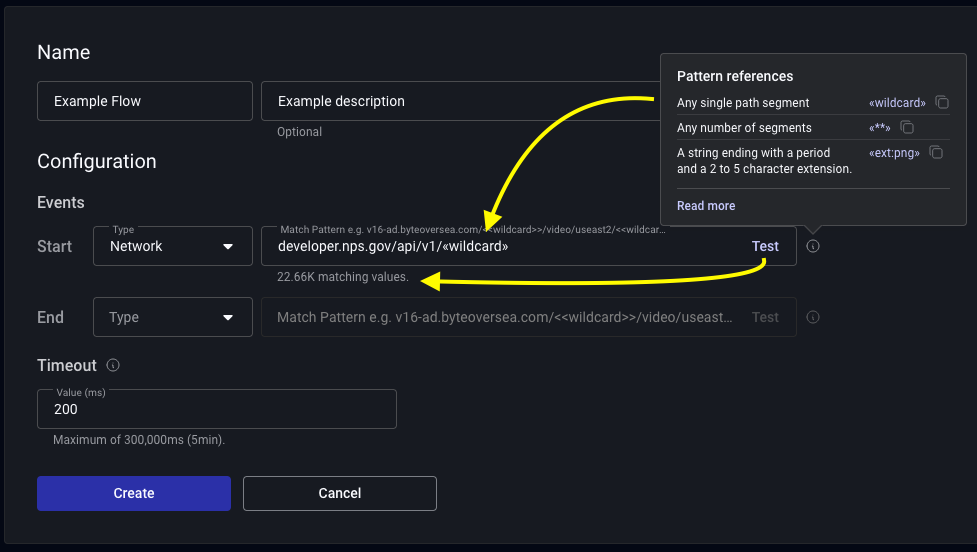 Name
Example Flow
Example description
Optional
Pattern references
Any single path segment «wildcard»
Any number of segments «**»
A string ending with a period «ext:png»
and a 2 to 5 character extension.
Read more
Configuration
Events
Start
Type
Network
Match Pattern e.g. v16-ad.byteoversea.com/<<wildcard>>/video/useast2/<<wildcar...
developer.nps.gov/api/v1/«wildcard»
Test
22.66K matching values.
End
Type
Match Pattern e.g. v16-ad.byteoversea.com/<<wildcard>>/video/useast...
Test
Timeout
Value (ms)
200
Maximum of 300,000ms (5min).
Create
Cancel